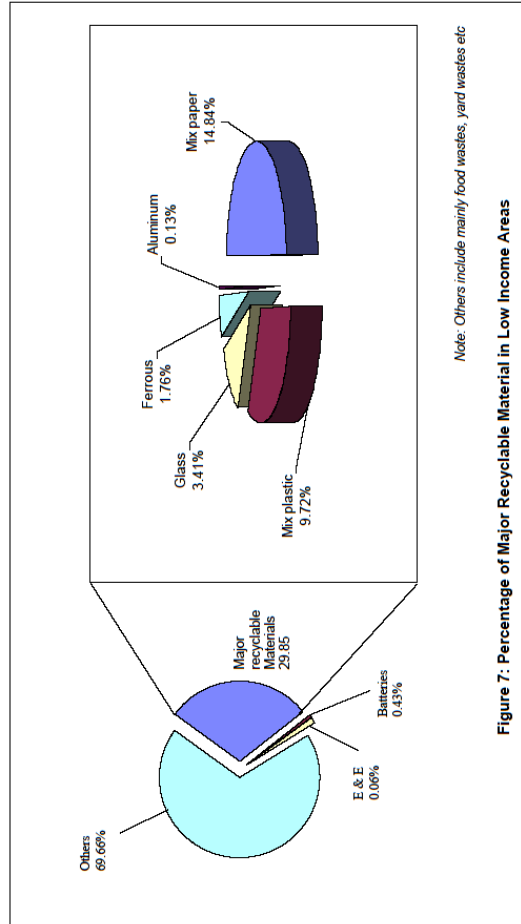 Others
69.66%
Major
recyclable
Materials
29.85
E & E
0.06%
Batteries
0.43%
Mix plastic
9.72%
Glass
3.41%
Ferrous
1.76%
Aluminum
0.13%
Mix paper
14.84%
Note: Others include mainly food wastes, yard wastes etc
Figure 7: Percentage of Major Recyclable Material in Low Income Areas